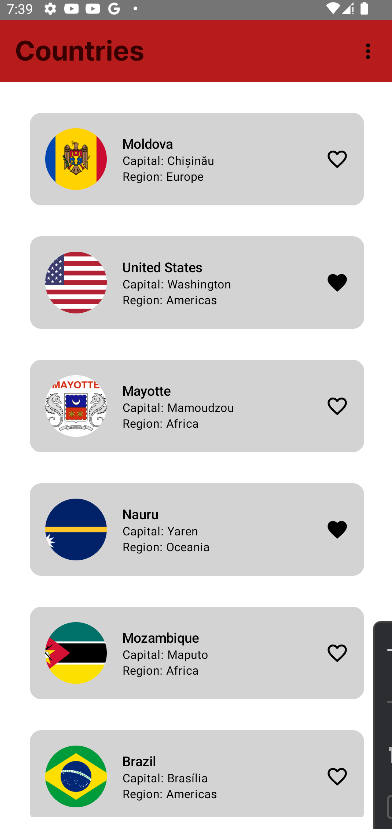 7:39
Countries
Moldova
Capital: Chișinău
Region: Europe
United States
Capital: Washington
Region: Americas
MAYOTTE
Mayotte
Capital: Mamoudzou
Region: Africa
Nauru
Capital: Yaren
Region: Oceania
Mozambique
Capital: Maputo
Region: Africa
Brazil
Capital: Brasília
Region: Americas